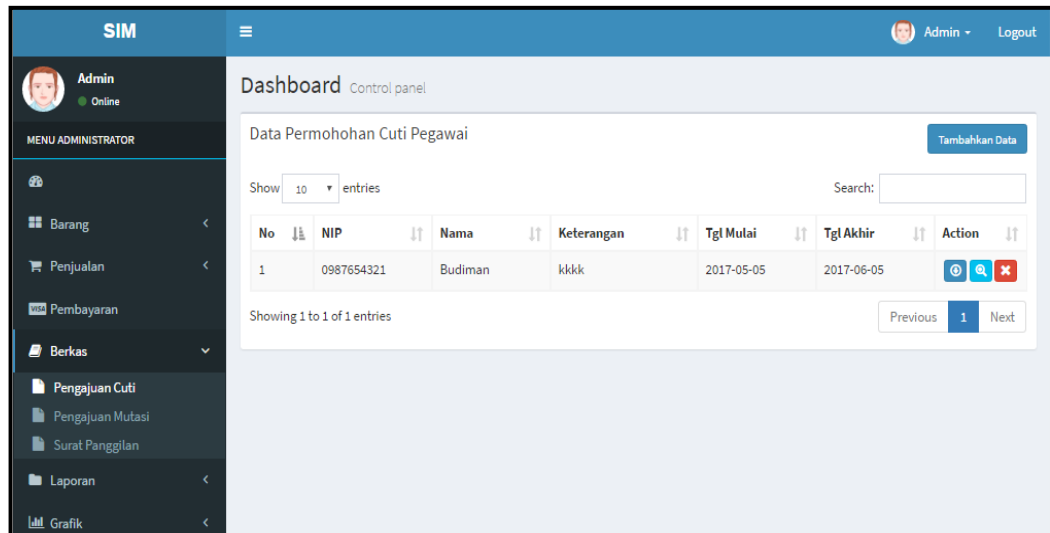 SIM
Admin Logout
Admin
Online
MENU ADMINISTRATOR
Barang
Penjualan
VISA Pembayaran
Berkas
Pengajuan Cuti
Pengajuan Mutasi
Surat Panggilan
Laporan
Grafik
Dashboard Control panel
Data Permohohan Cuti Pegawai
Tambahkan Data
Show 10 entries Search:
No NIP Nama Keterangan Tgl Mulai Tgl Akhir Action
1 0987654321 Budiman kkkk 2017-05-05 2017-06-05
Showing 1 to 1 of 1 entries
Previous 1 Next